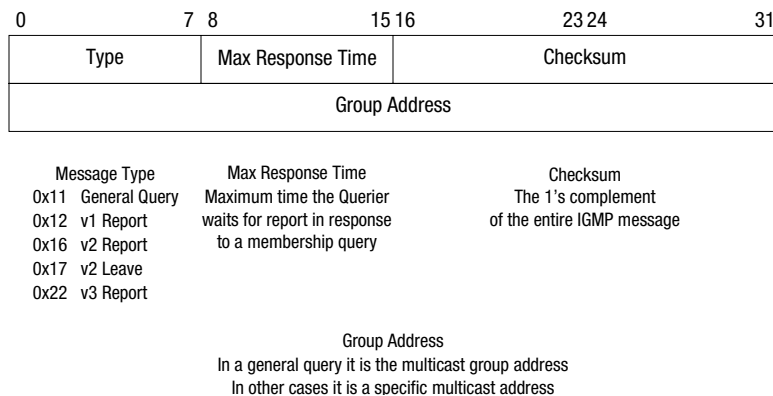 0 7 8 15 16 23 24 31
Type Max Response Time Checksum
Group Address
Message Type
0x11 General Query
0x12 v1 Report
0x16 v2 Report
0x17 v2 Leave
0x22 v3 Report
Max Response Time
Maximum time the Querier
waits for report in response
to a membership query
Checksum
The 1's complement
of the entire IGMP message
Group Address
In a general query it is the multicast group address
In other cases it is a specific multicast address